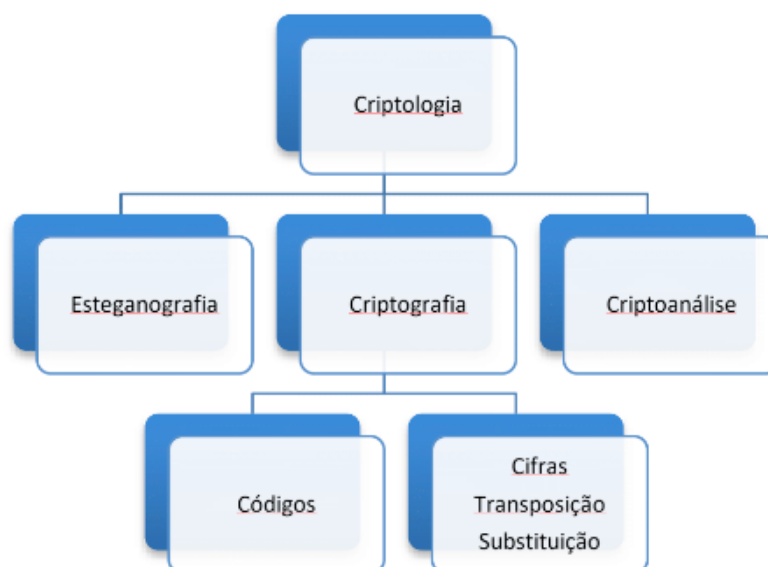 Criptologia
Esteganografia
Criptografia
Criptoanálise
Códigos
Cifras
Transposição
Substituição